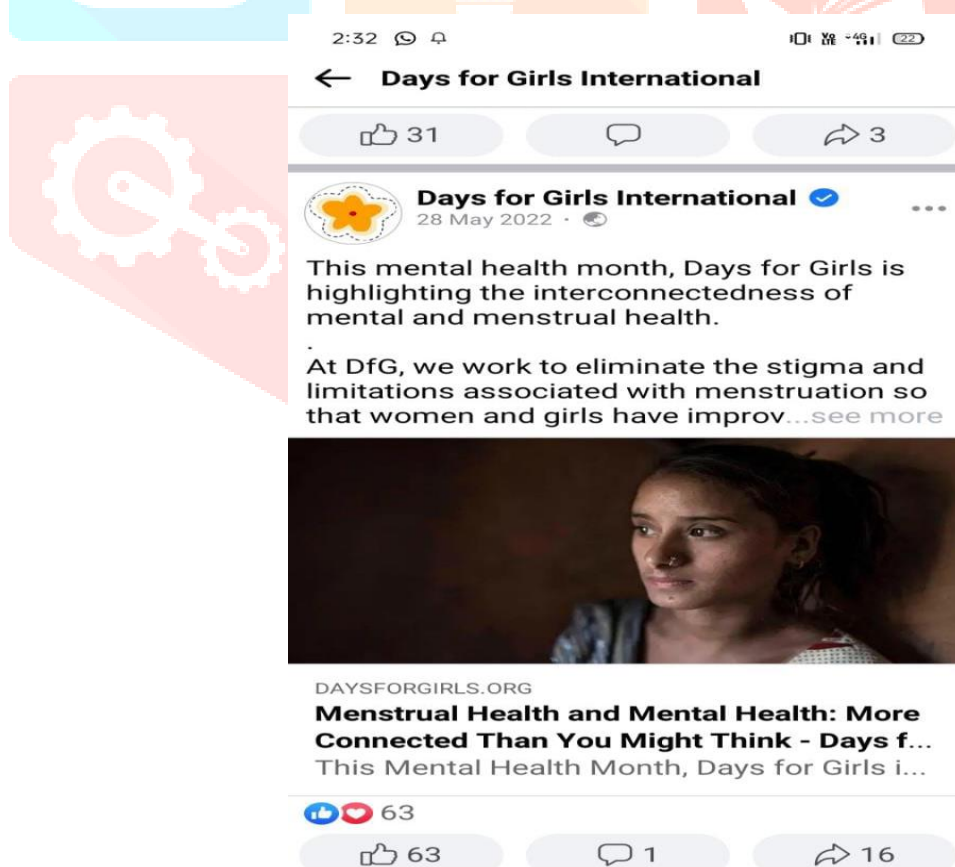 2:32
VO LTE 4G 22
Days for Girls International
31
3
Days for Girls International
28 May 2022 ·
This mental health month, Days for Girls is
highlighting the interconnectedness of
mental and menstrual health.
.
At DfG, we work to eliminate the stigma and
limitations associated with menstruation so
that women and girls have improv...see more
DAYSFORGIRLS.ORG
Menstrual Health and Mental Health: More
Connected Than You Might Think - Days f...
This Mental Health Month, Days for Girls i...
63
63 1 16